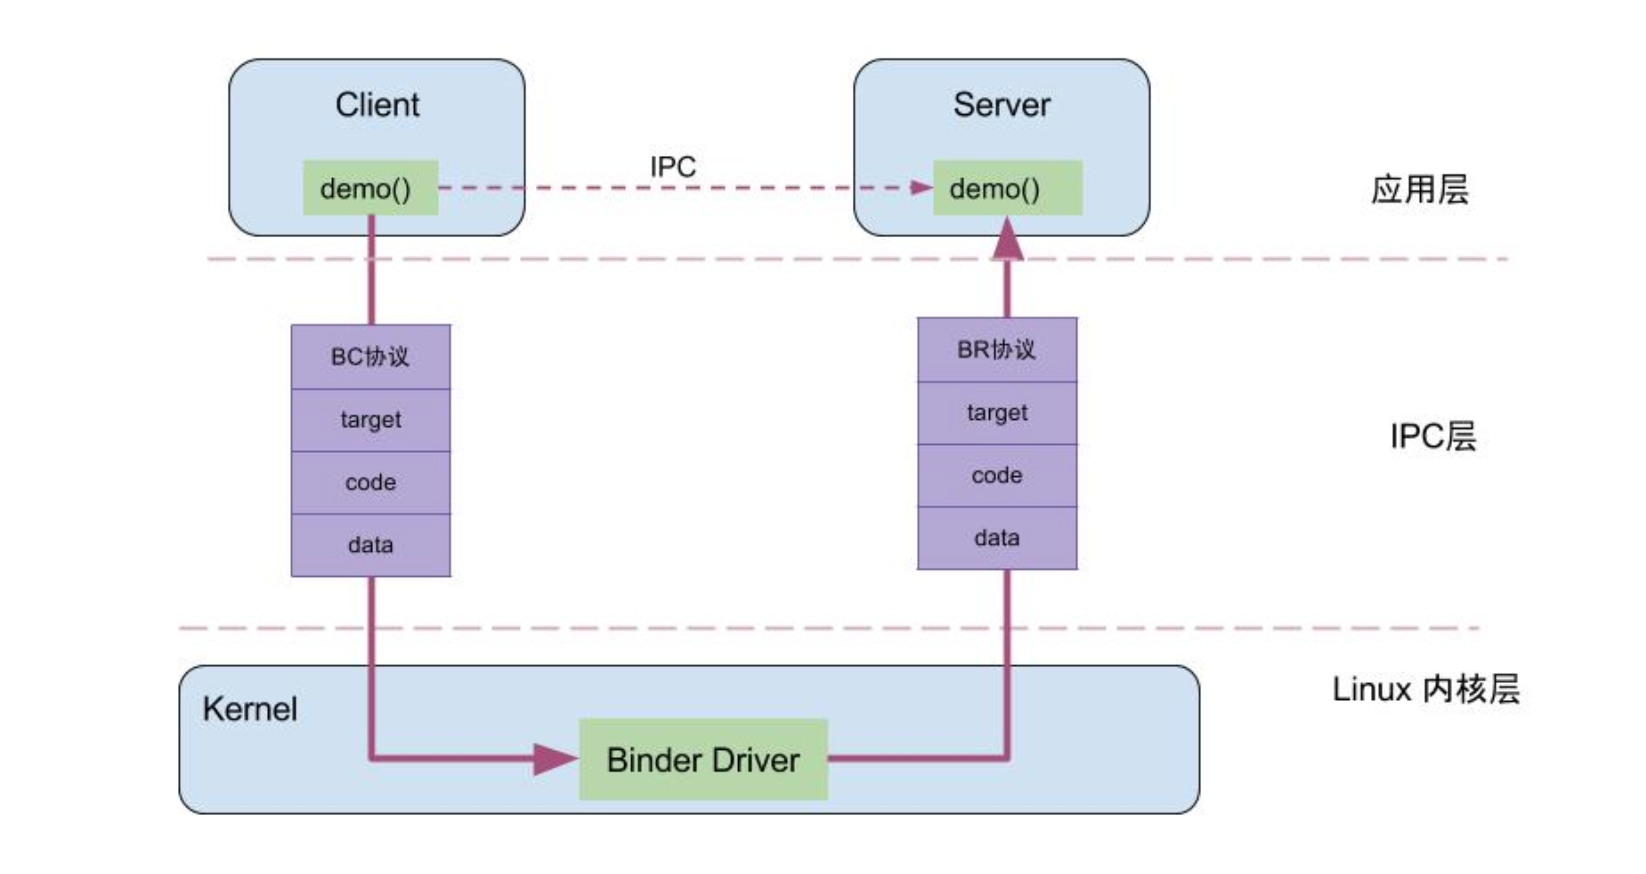 Client
Server
IPC
demo()
demo()
应用层
BC协议
target
code
data
BR协议
target
code
data
IPC层
Kernel
Binder Driver
Linux 内核层